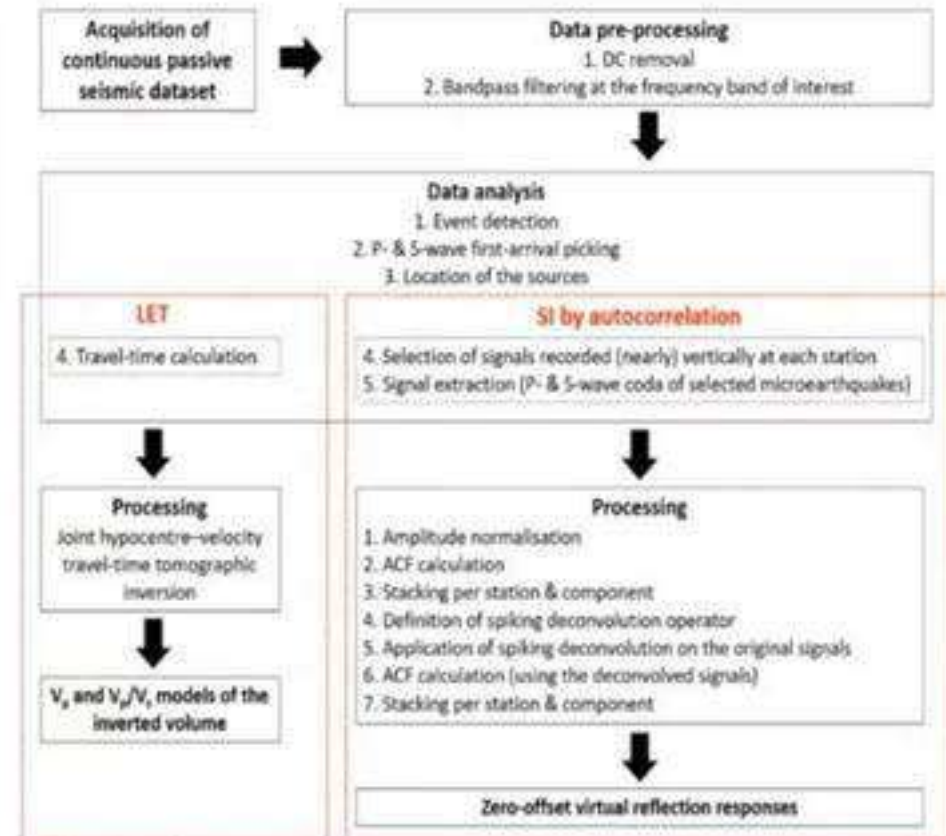 Acquisition of
continuous passive
seismic dataset
Data pre-processing
1. DC removal
2. Bandpass filtering at the frequency band of interest
Data analysis
1. Event detection
2. P- & S-wave first-arrival picking
3. Location of the sources
LET
4. Travel-time calculation
SI by autocorrelation
4. Selection of signals recorded (nearly) vertically at each station
5. Signal extraction (P- & S-wave coda of selected microearthquakes)
Processing
Joint hypocentre–velocity
travel-time tomographic
inversion
Vp and Vp/Vs models of the
inverted volume
Processing
1. Amplitude normalisation
2. ACF calculation
3. Stacking per station & component
4. Definition of spiking deconvolution operator
5. Application of spiking deconvolution on the original signals
6. ACF calculation (using the deconvolved signals)
7. Stacking per station & component
Zero-offset virtual reflection responses